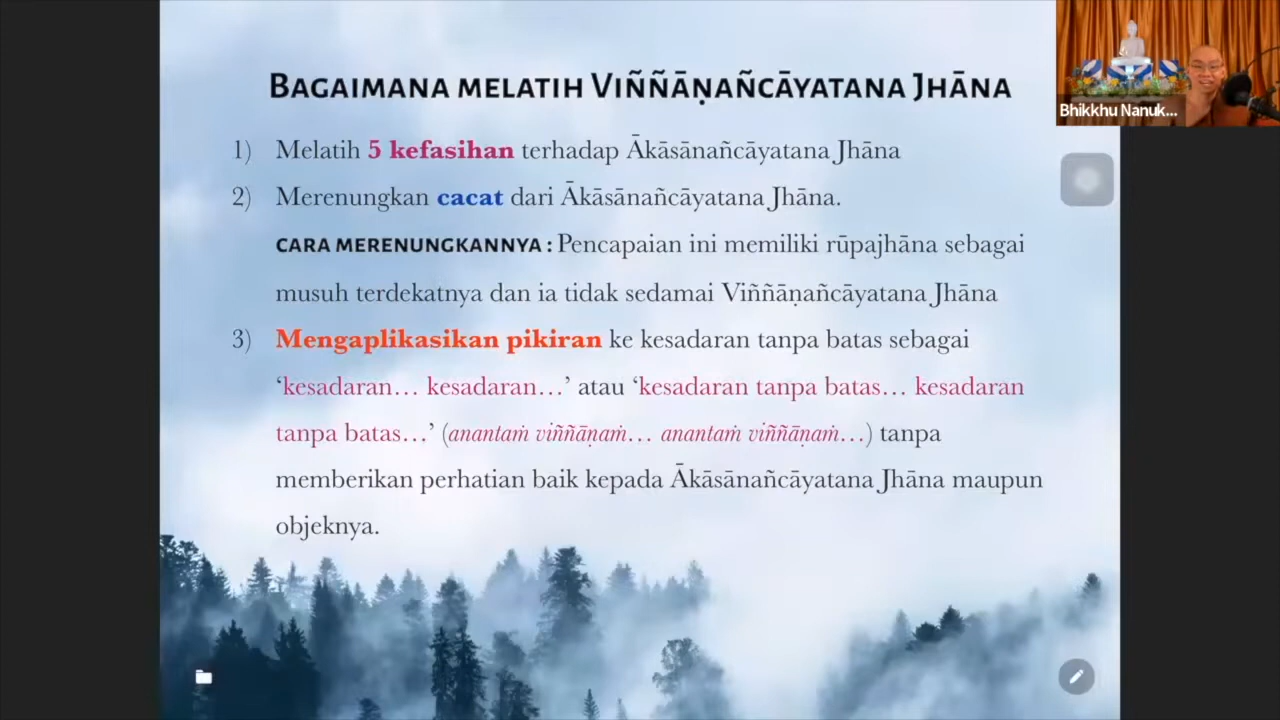 Bagaimana melatih Viññāṇañcāyatana Jhāna
Bhikkhu Nanuk...
1) Melatih 5 kefasihan terhadap Ākāsānañcāyatana Jhāna
2) Merenungkan cacat dari Ākāsānañcāyatana Jhāna.
CARA MERENUNGKANNYA : Pencapaian ini memiliki rūpajhāna sebagai
musuh terdekatnya dan ia tidak sedamai Viññāṇañcāyatana Jhāna
3) Mengaplikasikan pikiran ke kesadaran tanpa batas sebagai
‘kesadaran… kesadaran…’ atau ‘kesadaran tanpa batas… kesadaran
tanpa batas…’ (anantaṁ viññāṇaṁ… anantaṁ viññāṇaṁ…) tanpa
memberikan perhatian baik kepada Ākāsānañcāyatana Jhāna maupun
objeknya.